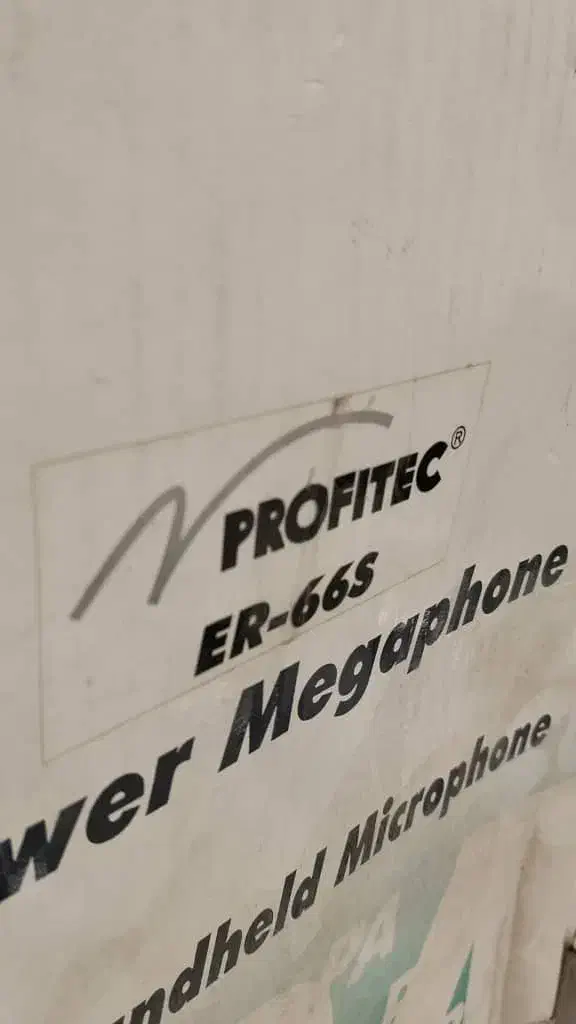 PROFITEC®
ER-66S
wer Megaphone
ndheld Microphone